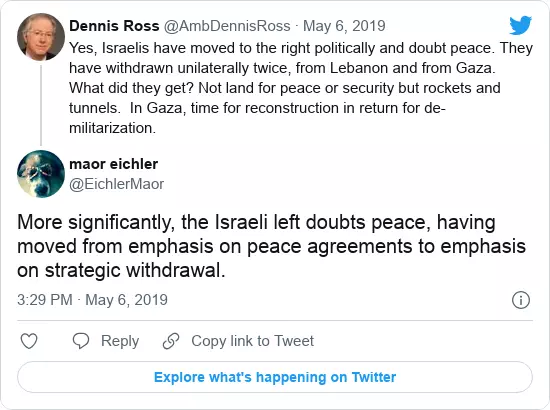 Dennis Ross @AmbDennisRoss · May 6, 2019
Yes, Israelis have moved to the right politically and doubt peace. They
have withdrawn unilaterally twice, from Lebanon and from Gaza.
What did they get? Not land for peace or security but rockets and
tunnels.  In Gaza, time for reconstruction in return for de-
militarization.
maor eichler
@EichlerMaor
More significantly, the Israeli left doubts peace, having
moved from emphasis on peace agreements to emphasis
on strategic withdrawal.
3:29 PM · May 6, 2019
Reply Copy link to Tweet
Explore what's happening on Twitter